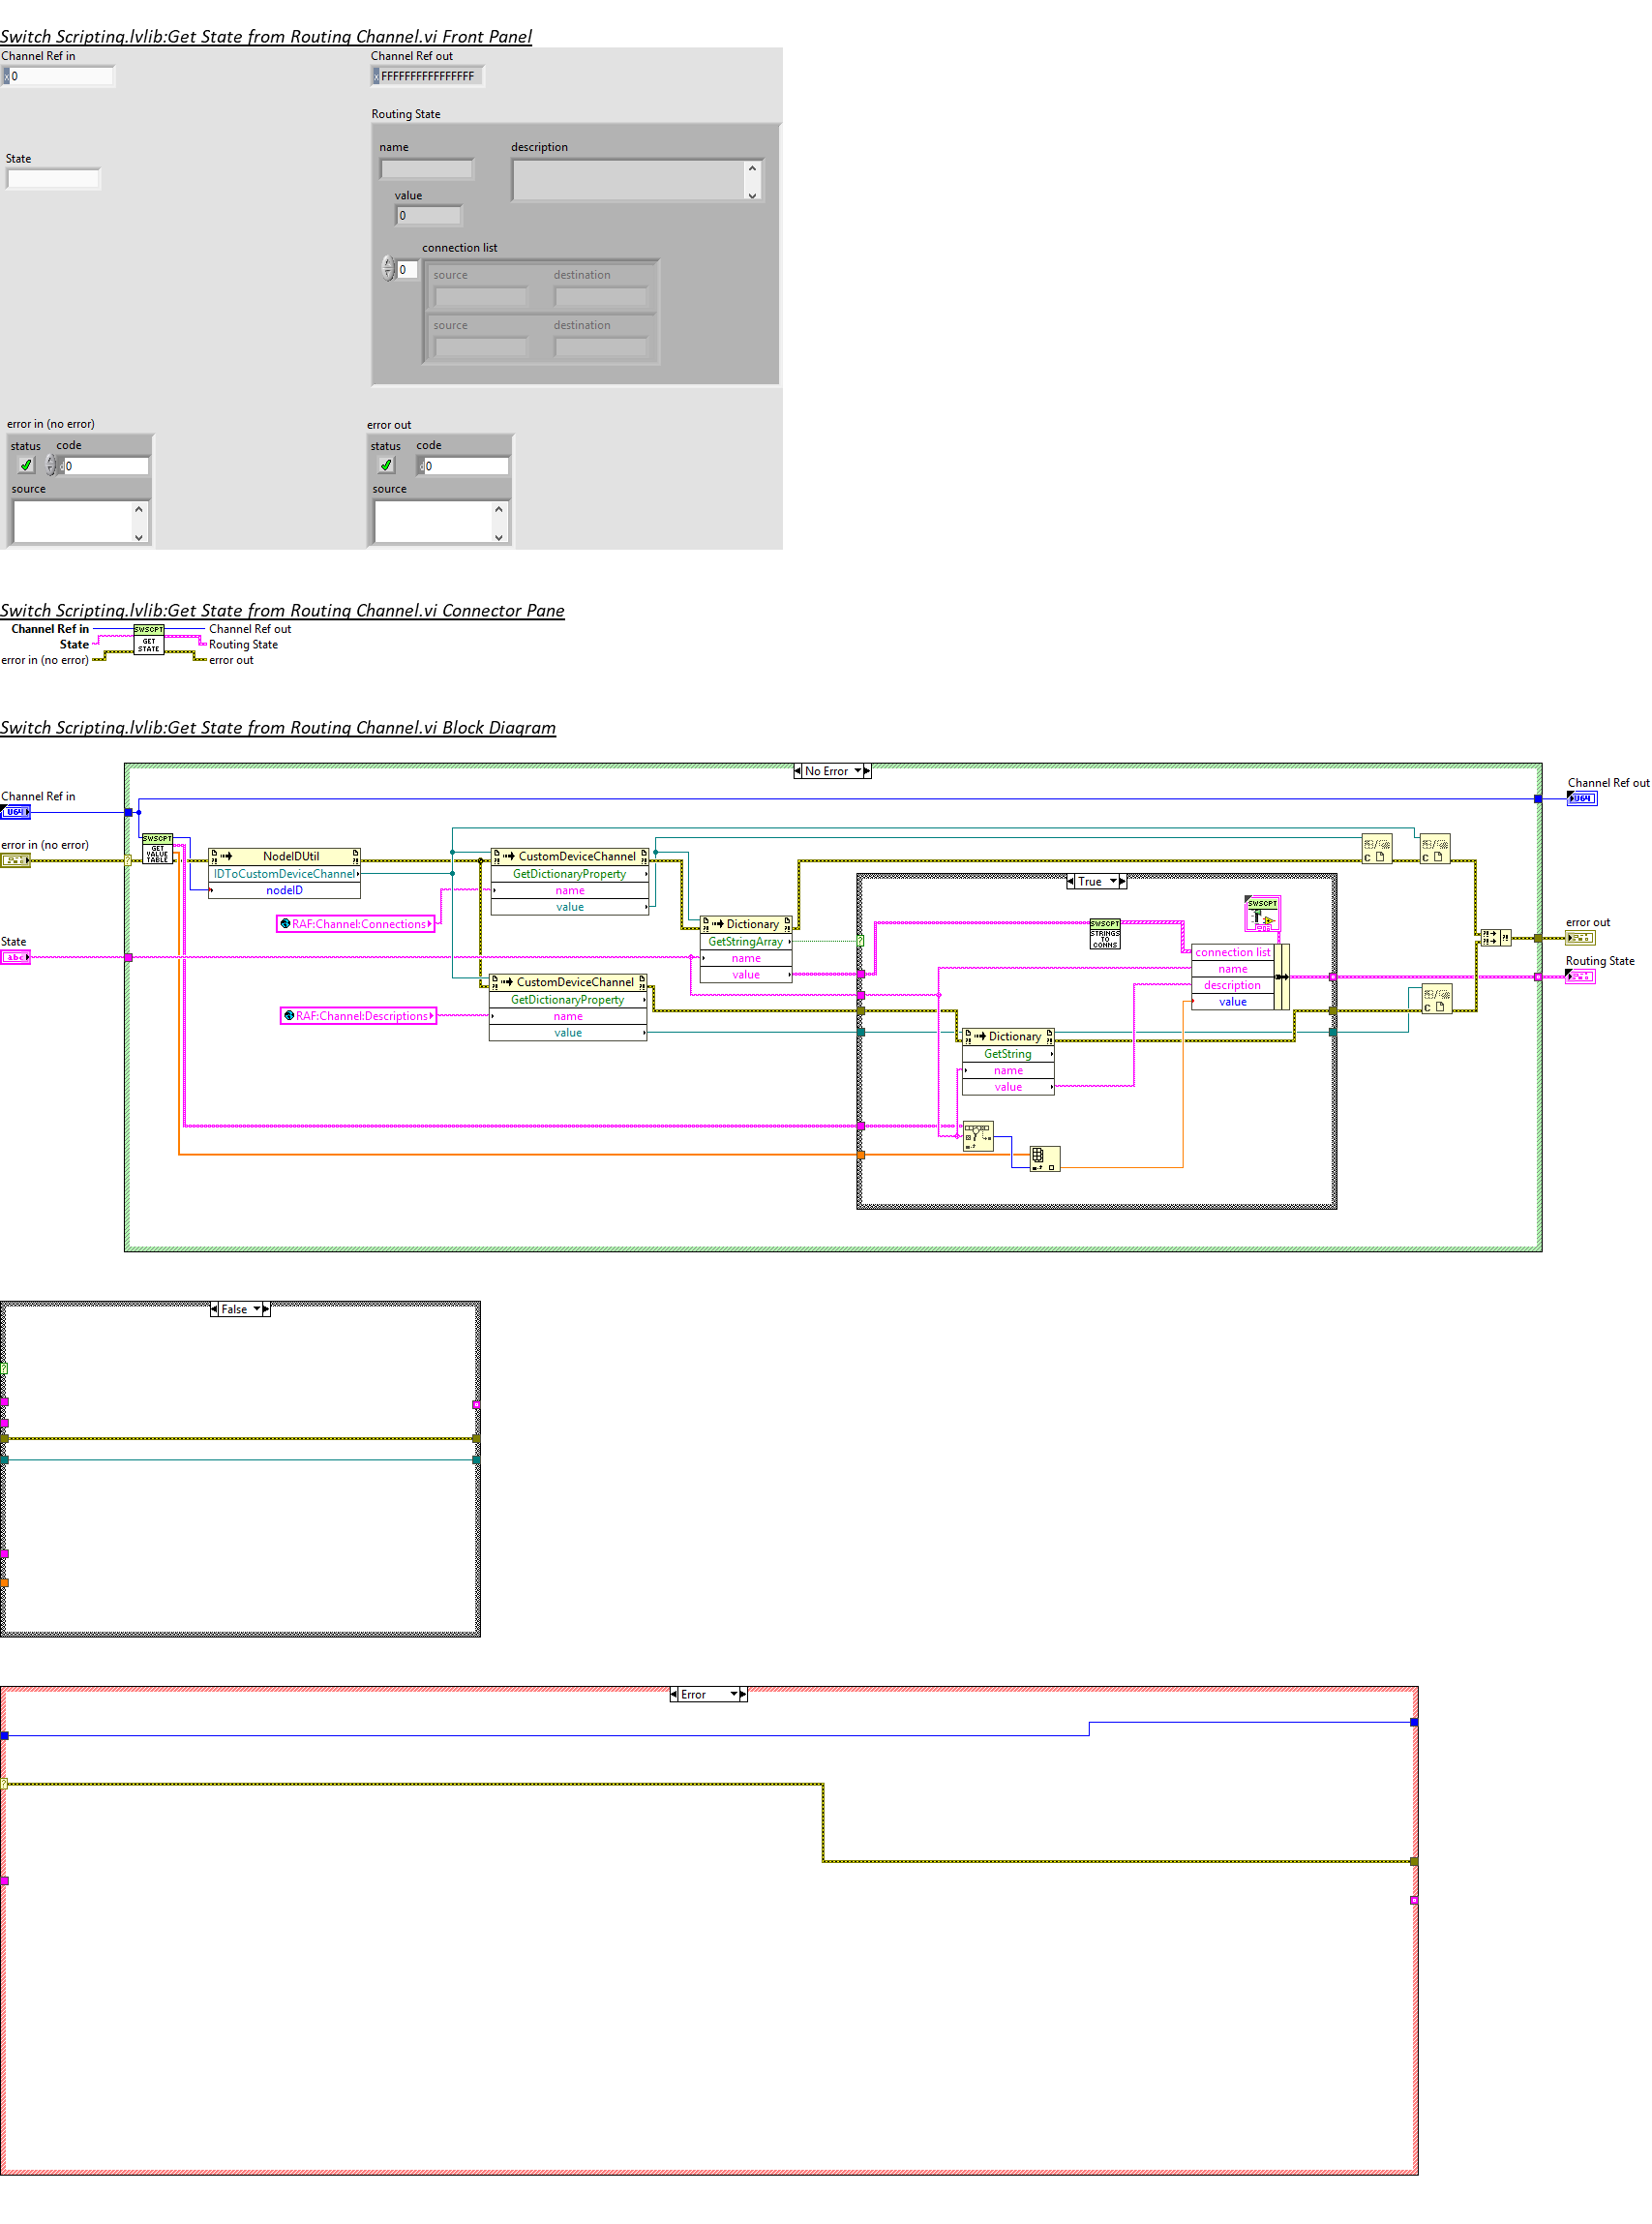 Switch Scripting.lvlib:Get State from Routing Channel.vi Front Panel
Channel Ref in
x 0
Channel Ref out
x FFFFFFFFFFFFFFFF
Routing State
name
description
State
value
0
connection list
0
source destination
source destination
error in (no error)
status code
d 0
source
error out
status code
d 0
source
Switch Scripting.lvlib:Get State from Routing Channel.vi Connector Pane
Channel Ref in
State
error in (no error)
SWSCPT
GET
STATE
Channel Ref out
Routing State
error out
Switch Scripting.lvlib:Get State from Routing Channel.vi Block Diagram
No Error
Channel Ref in
U64
Channel Ref out
U64
error in (no error)
SWSCPT
GET
VALUE
TABLE
NodeIDUtil
IDToCustomDeviceChannel
nodeID
CustomDeviceChannel
GetDictionaryProperty
name
value
RAF:Channel:Connections
True
State
abc
Dictionary
GetStringArray
name
value
SWSCPT
STRINGS
TO
CONNS
SWSCPT
connection list
name
description
value
error out
Routing State
CustomDeviceChannel
GetDictionaryProperty
name
value
RAF:Channel:Descriptions
Dictionary
GetString
name
value
False
Error